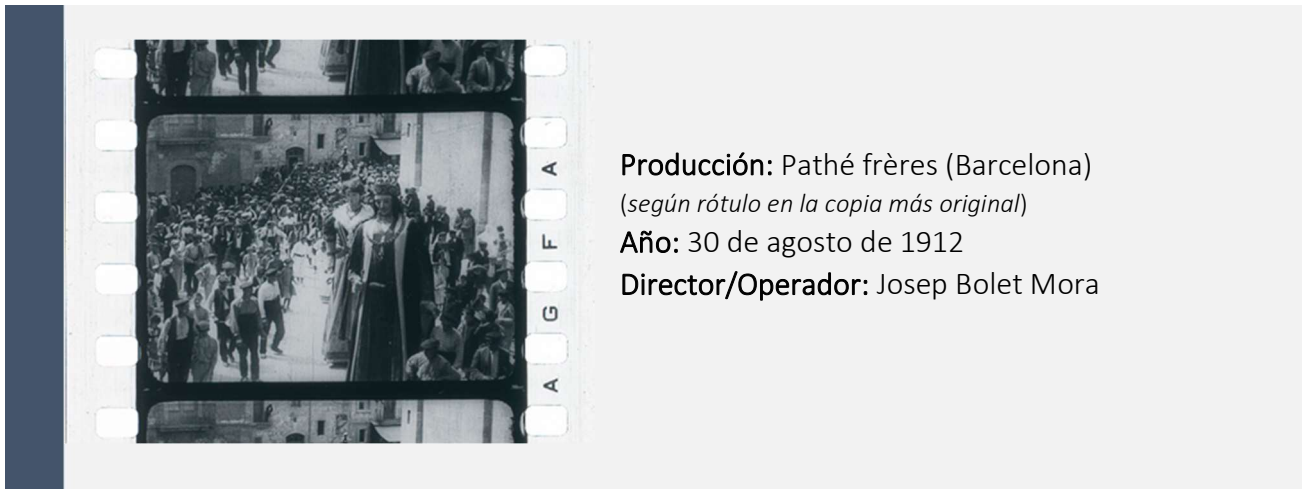 AGFA
Producción: Pathé frères (Barcelona)
(según rótulo en la copia más original)
Año: 30 de agosto de 1912
Director/Operador: Josep Bolet Mora